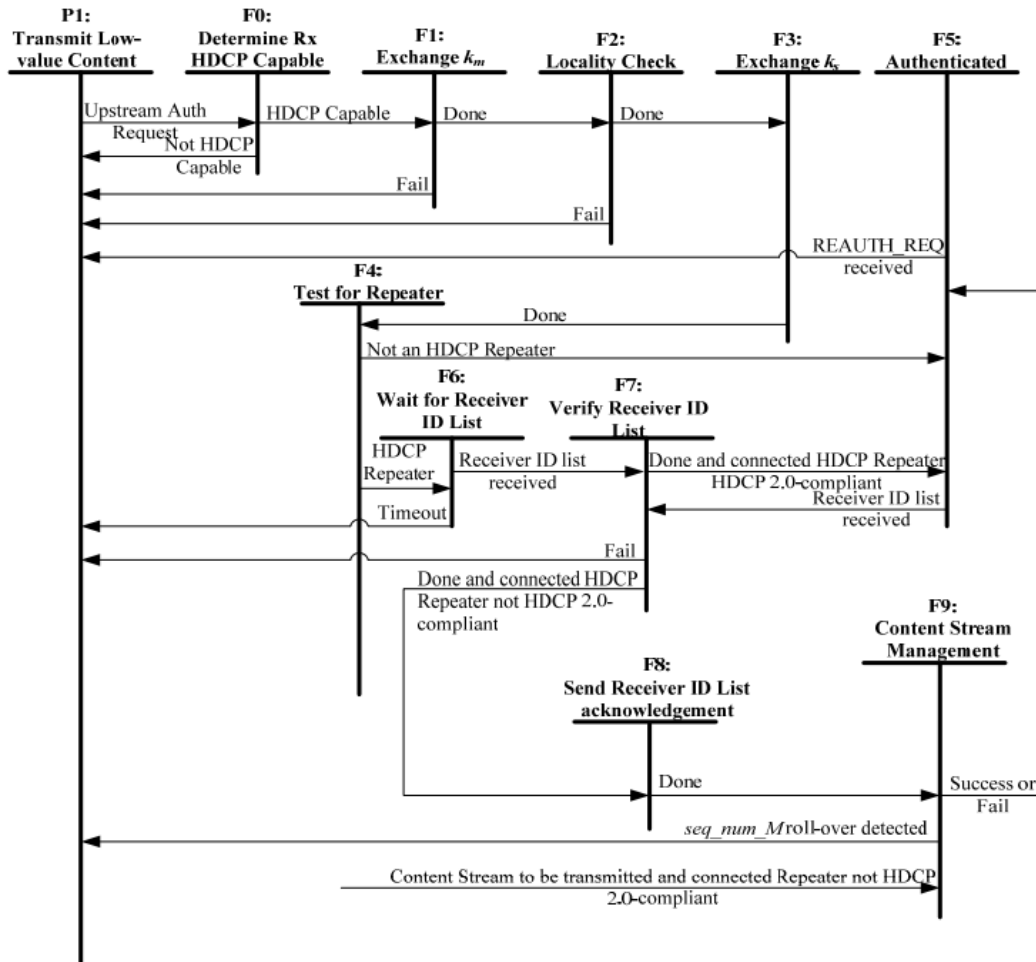 P1:
Transmit Low-
value Content
F0:
Determine Rx
HDCP Capable
F1:
Exchange km
F2:
Locality Check
F3:
Exchange ks
F5:
Authenticated
Upstream Auth
Request
HDCP Capable
Done
Done
Not HDCP
Capable
Fail
Fail
REAUTH_REQ
received
F4:
Test for Repeater
Done
Not an HDCP Repeater
F6:
Wait for Receiver
ID List
F7:
Verify Receiver ID
List
HDCP
Repeater
Receiver ID list
received
Done and connected HDCP Repeater
HDCP 2.0-compliant
Receiver ID list
received
Timeout
Fail
Done and connected HDCP
Repeater not HDCP 2.0-
compliant
F9:
Content Stream
Management
F8:
Send Receiver ID List
acknowledgement
Done
Success or
Fail
seq_num_M roll-over detected
Content Stream to be transmitted and connected Repeater not HDCP
2.0-compliant